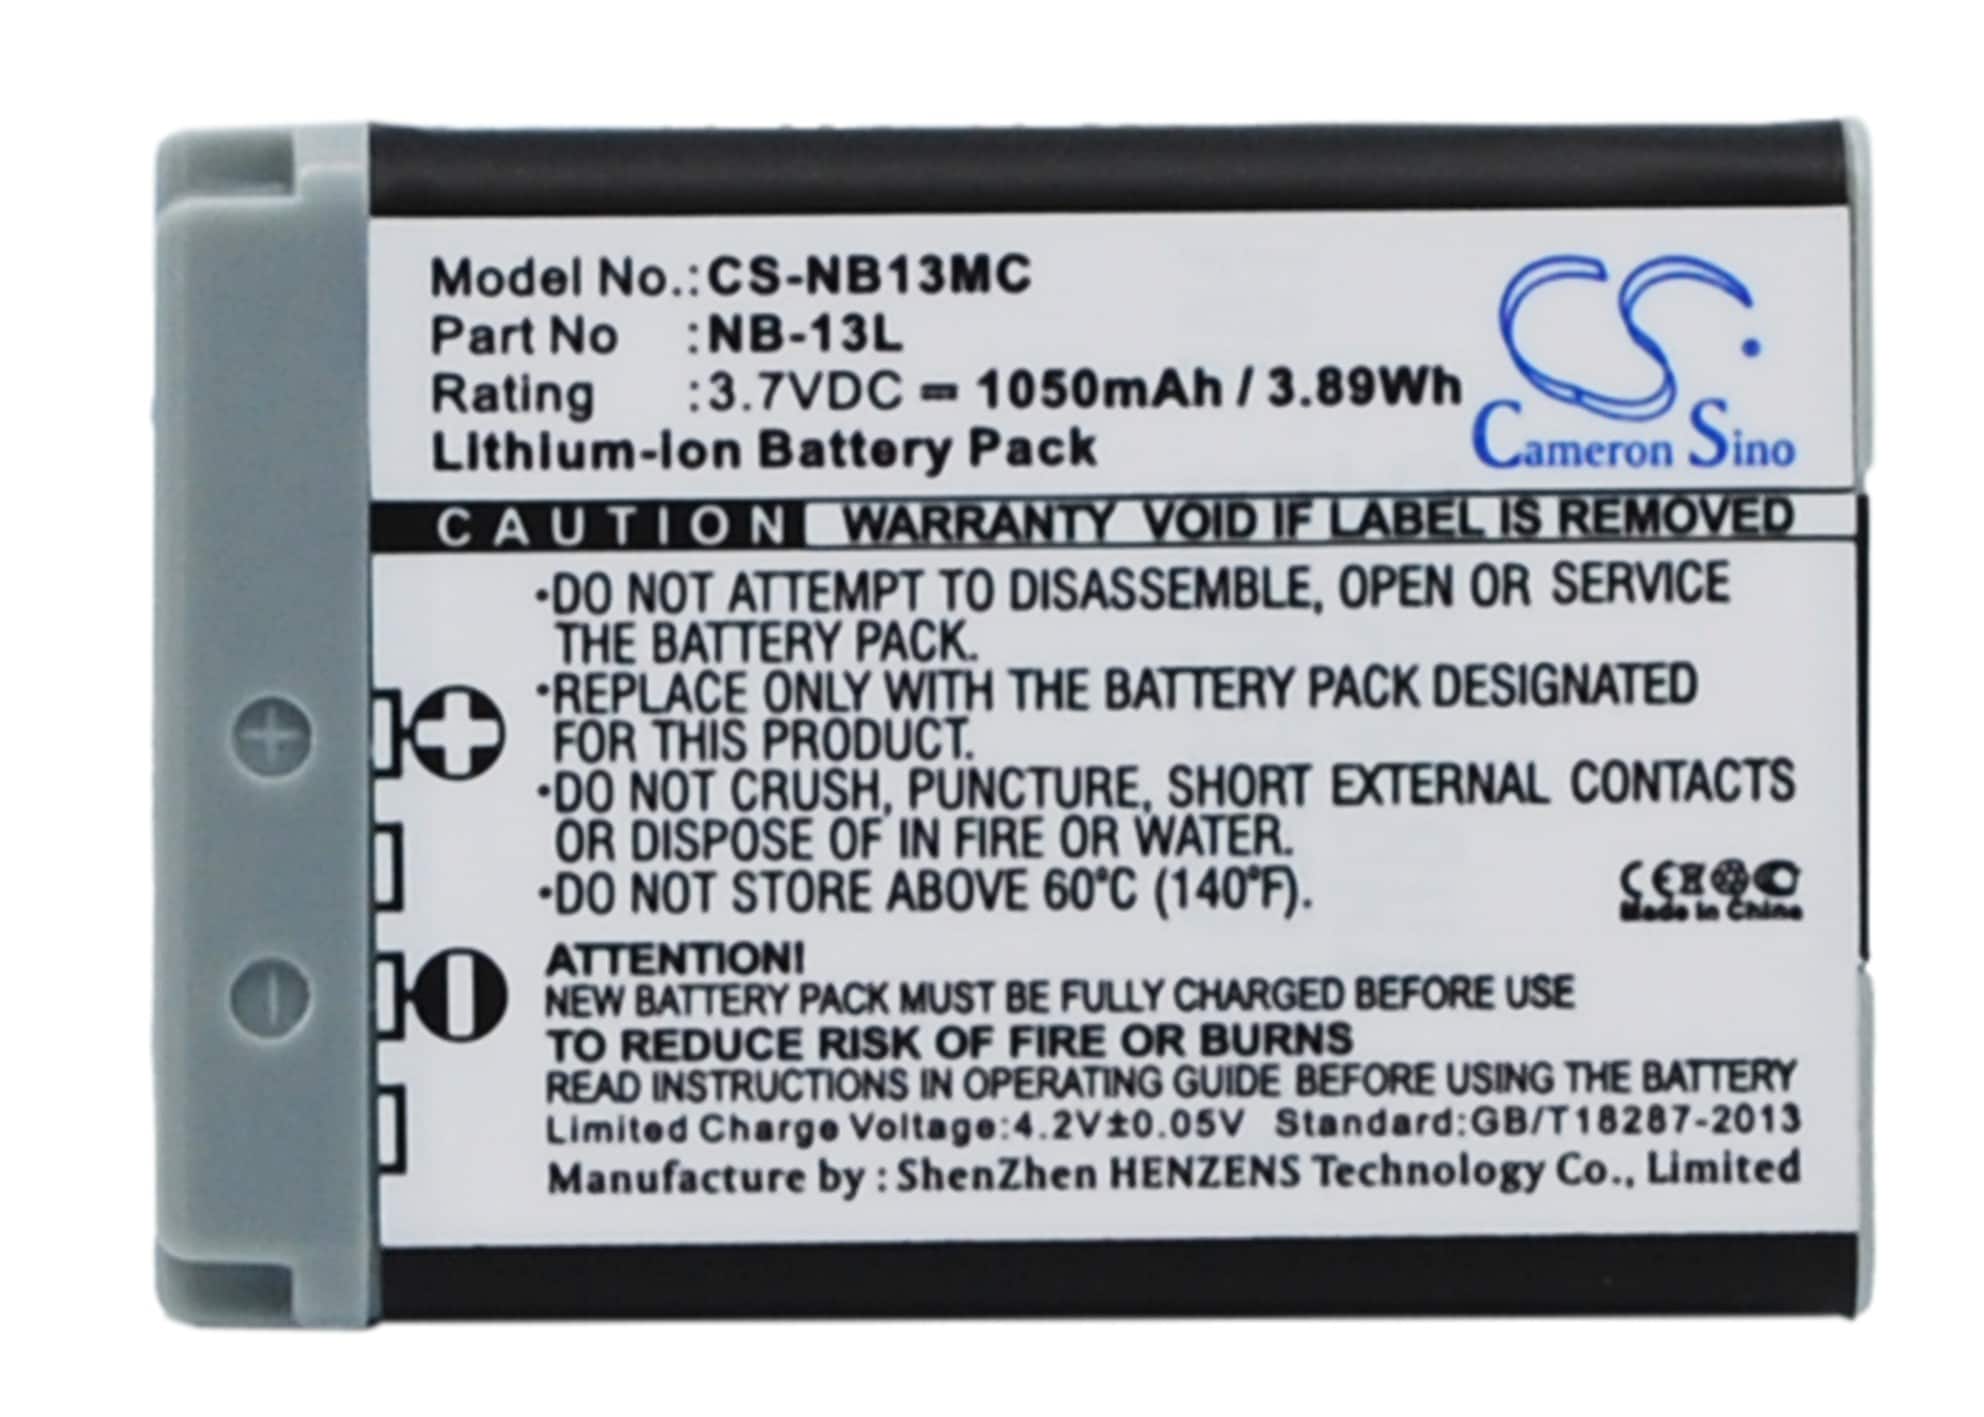 Model No.:CS-NB13MC
Part No :NB-13L
Rating :3.7VDC ⎓ 1050mAh / 3.89Wh
Lithium-Ion Battery Pack
CS
Cameron Sino
CAUTION WARRANTY VOID IF LABEL IS REMOVED
•DO NOT ATTEMPT TO DISASSEMBLE, OPEN OR SERVICE
THE BATTERY PACK.
•REPLACE ONLY WITH THE BATTERY PACK DESIGNATED
FOR THIS PRODUCT.
•DO NOT CRUSH, PUNCTURE, SHORT EXTERNAL CONTACTS
OR DISPOSE OF IN FIRE OR WATER.
•DO NOT STORE ABOVE 60°C (140°F).
CE
Made in China
+
-
ATTENTION!
NEW BATTERY PACK MUST BE FULLY CHARGED BEFORE USE
TO REDUCE RISK OF FIRE OR BURNS
READ INSTRUCTIONS IN OPERATING GUIDE BEFORE USING THE BATTERY
Limited Charge Voltage:4.2V±0.05V Standard:GB/T18287-2013
Manufacture by : ShenZhen HENZENS Technology Co., Limited